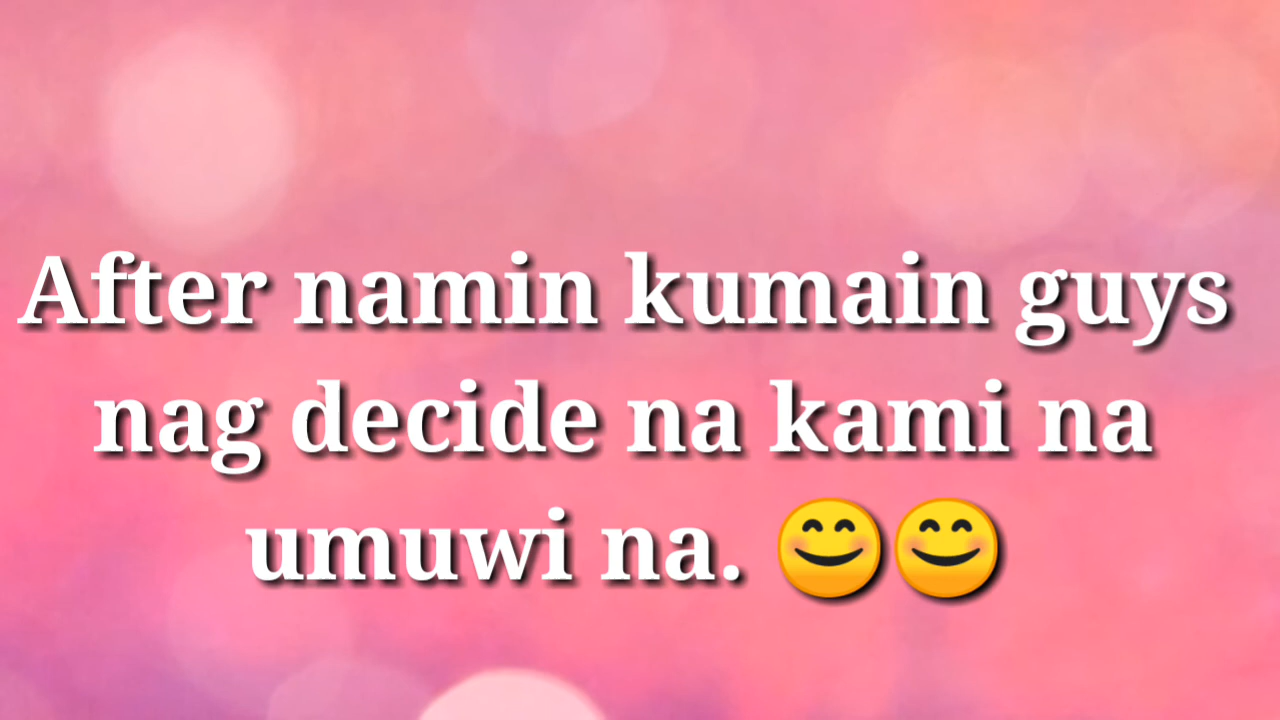 After namin kumain guys
nag decide na kami na
umuwi na. 😊😊